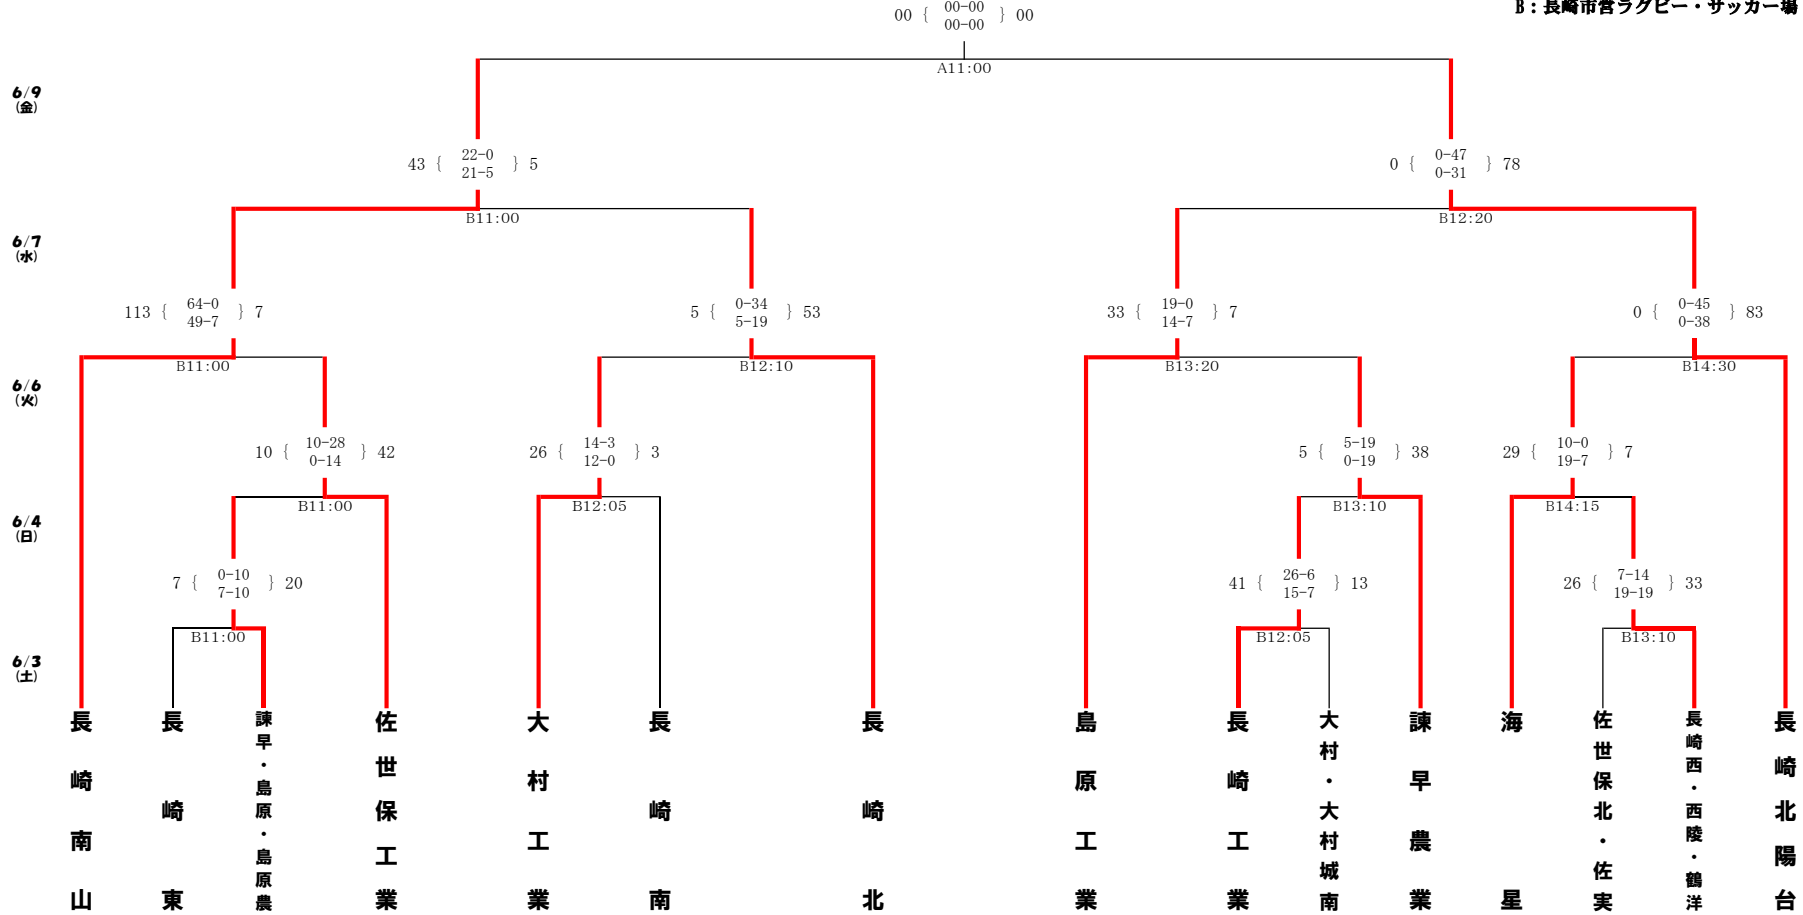 B：長崎市営ラグビー・サッカー場
00 { 00-00 } 00
00-00
A11:00
6/9
(金)
43 { 22-0 } 5
21-5
B11:00
0 { 0-47 } 78
0-31
B12:20
6/7
(水)
113 { 64-0 } 7
49-7
B11:00
5 { 0-34 } 53
5-19
B12:10
33 { 19-0 } 7
14-7
B13:20
0 { 0-45 } 83
0-38
B14:30
6/6
(火)
10 { 10-28 } 42
0-14
B11:00
26 { 14-3 } 3
12-0
B12:05
5 { 5-19 } 38
0-19
B13:10
29 { 10-0 } 7
19-7
B14:15
6/4
(日)
7 { 0-10 } 20
7-10
B11:00
41 { 26-6 } 13
15-7
B12:05
26 { 7-14 } 33
19-19
B13:10
6/3
(土)
長崎南山
長崎東
諫早・島原・島原農
佐世保工業
大村工業
長崎南
長崎北
島原工業
長崎工業
大村・大村城南
諫早農業
海星
佐世保北・佐実
長崎西・西陵・鶴洋
長崎北陽台